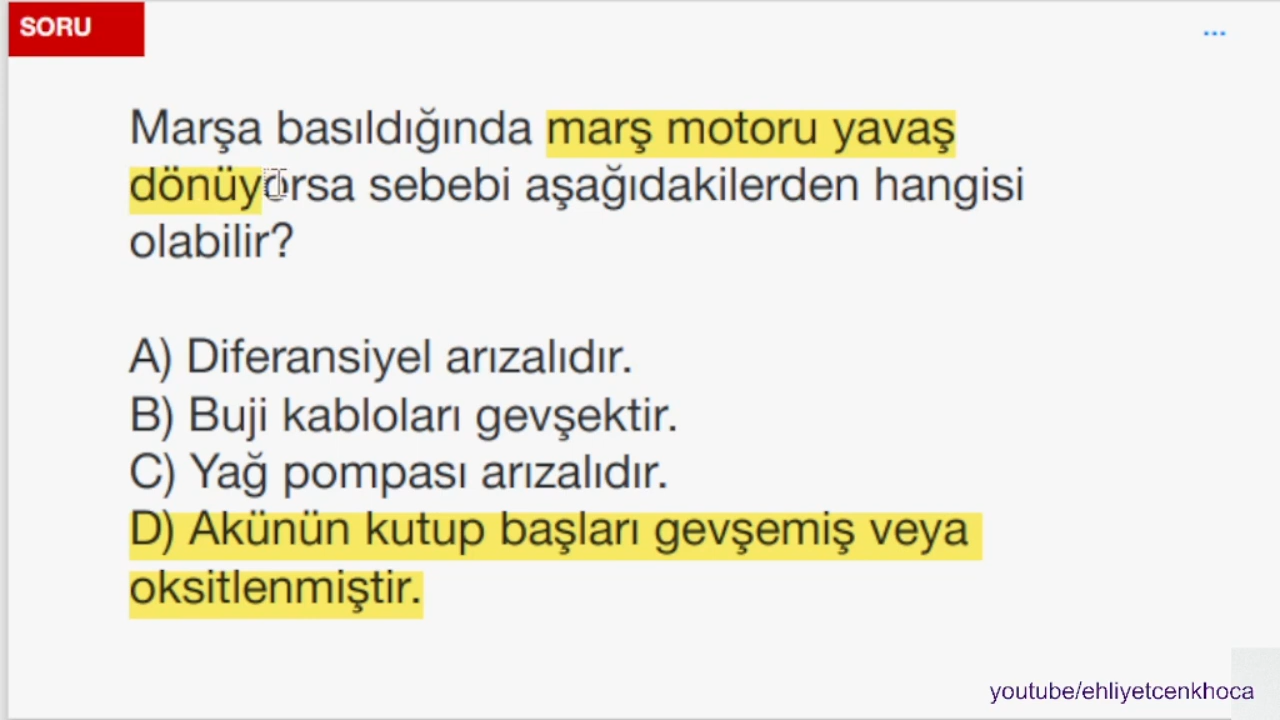 SORU
Marşa basıldığında marş motoru yavaş
dönüyorsa sebebi aşağıdakilerden hangisi
olabilir?
A) Diferansiyel arızalıdır.
B) Buji kabloları gevşektir.
C) Yağ pompası arızalıdır.
D) Akünün kutup başları gevşemiş veya
oksitlenmiştir.
youtube/ehliyetcenkhoca